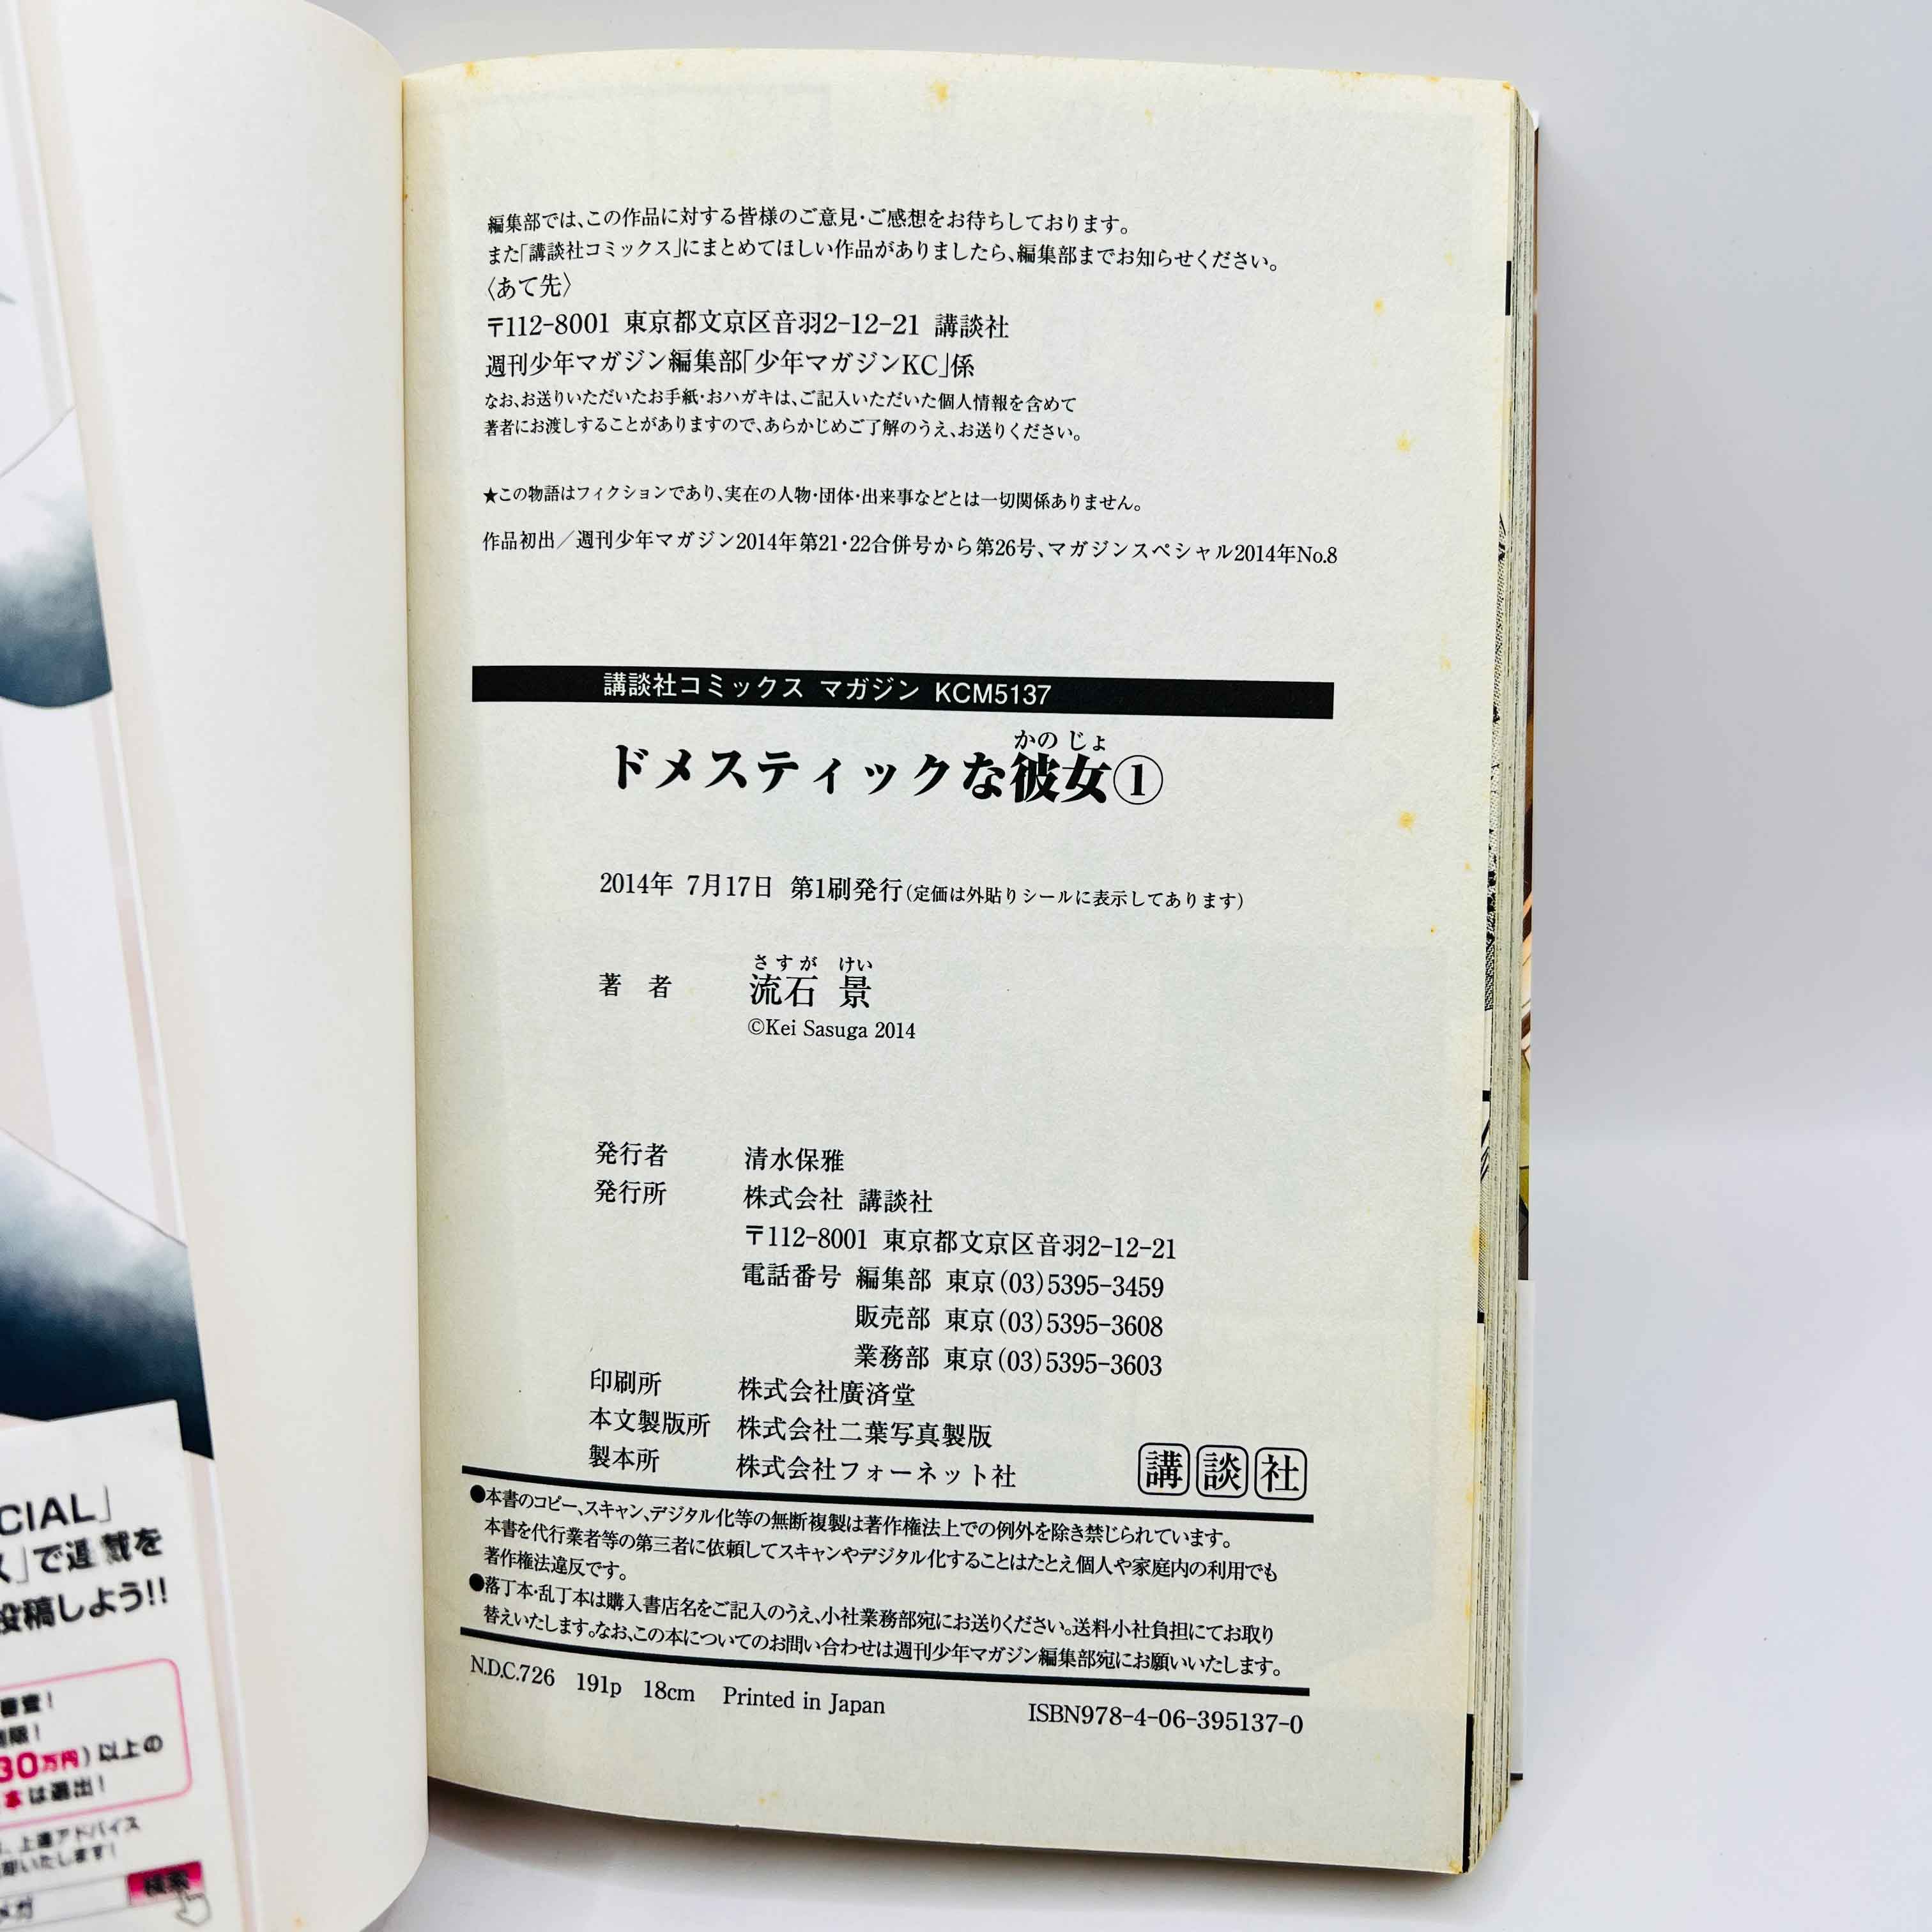 編集部では、この作品に対する皆様のご意見・ご感想をお待ちしております。
また「講談社コミックス」にまとめてほしい作品がありましたら、編集部までお知らせください。
〈あて先〉
〒112-8001 東京都文京区音羽2-12-21 講談社
週刊少年マガジン編集部「少年マガジンKC」係
なお、お送りいただいたお手紙・おハガキは、ご記入いただいた個人情報を含めて
著者にお渡しすることがありますので、あらかじめご了解のうえ、お送りください。
★この物語はフィクションであり、実在の人物・団体・出来事などとは一切関係ありません。
作品初出／週刊少年マガジン2014年第21・22合併号から第26号、マガジンスペシャル2014年No.8
講談社コミックス マガジン KCM5137
かのじょ
ドメスティックな彼女①
2014年 7月17日 第1刷発行(定価は外貼りシールに表示してあります)
さすが けい
著者 流石 景
©Kei Sasuga 2014
発行者 清水保雅
発行所 株式会社 講談社
〒112-8001 東京都文京区音羽2-12-21
電話番号 編集部 東京(03)5395-3459
販売部 東京(03)5395-3608
業務部 東京(03)5395-3603
印刷所 株式会社廣済堂
本文製版所 株式会社二葉写真製版
製本所 株式会社フォーネット社
講談社
●本書のコピー、スキャン、デジタル化等の無断複製は著作権法上での例外を除き禁じられています。
本書を代行業者等の第三者に依頼してスキャンやデジタル化することはたとえ個人や家庭内の利用でも
著作権法違反です。
●落丁本・乱丁本は購入書店名をご記入のうえ、小社業務部宛にお送りください。送料小社負担にてお取り
替えいたします。なお、この本についてのお問い合わせは週刊少年マガジン編集部宛にお願いいたします。
N.D.C.726 191p 18cm Printed in Japan ISBN978-4-06-395137-0
CIAL」
」で連載を
投稿しよう!!
30万円)以上の
本は選出!
上達アドバイス
いたします!
メガ 検索